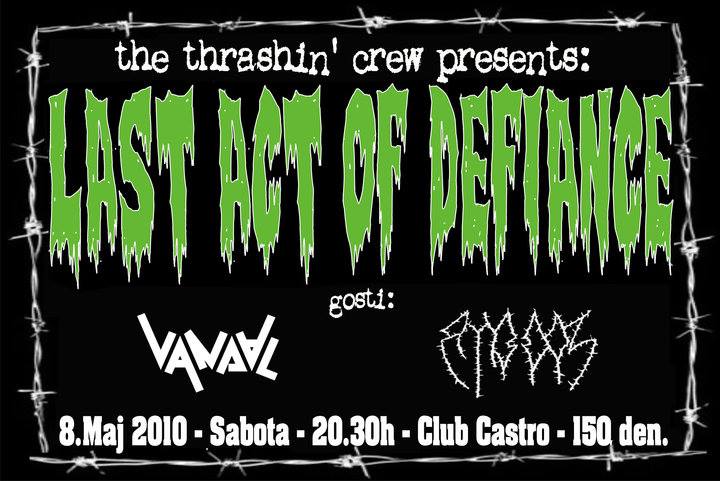 the thrashin' crew presents:
LAST ACT OF DEFIANCE
gosti:
VANDAL
8.Maj 2010 - Sabota - 20.30h - Club Castro - 150 den.